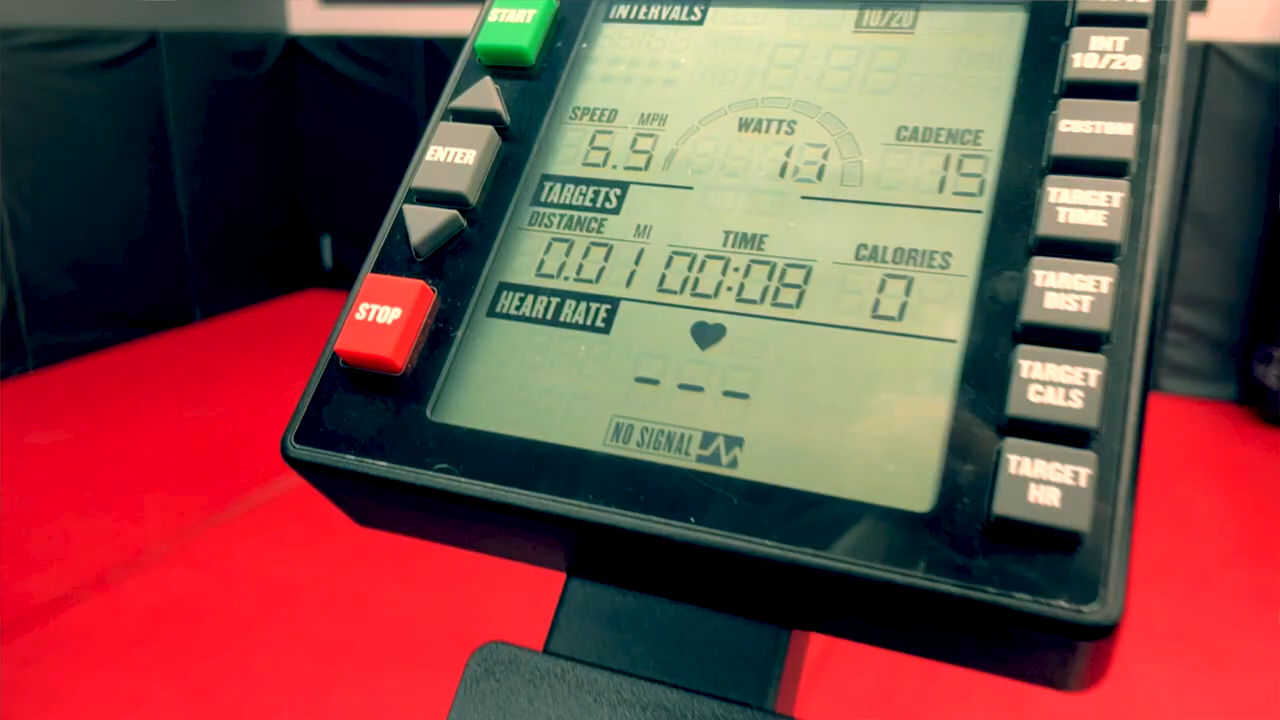 START
INTERVALS
10/20
INT
10/20
SPEED MPH
6.5
WATTS
13
CADENCE
15
ENTER
CUSTOM
TARGETS
TARGET
TIME
DISTANCE MI
0.01
TIME
00:08
CALORIES
0
TARGET
DIST
STOP
HEART RATE
---
TARGET
CALS
NO SIGNAL
TARGET
HR